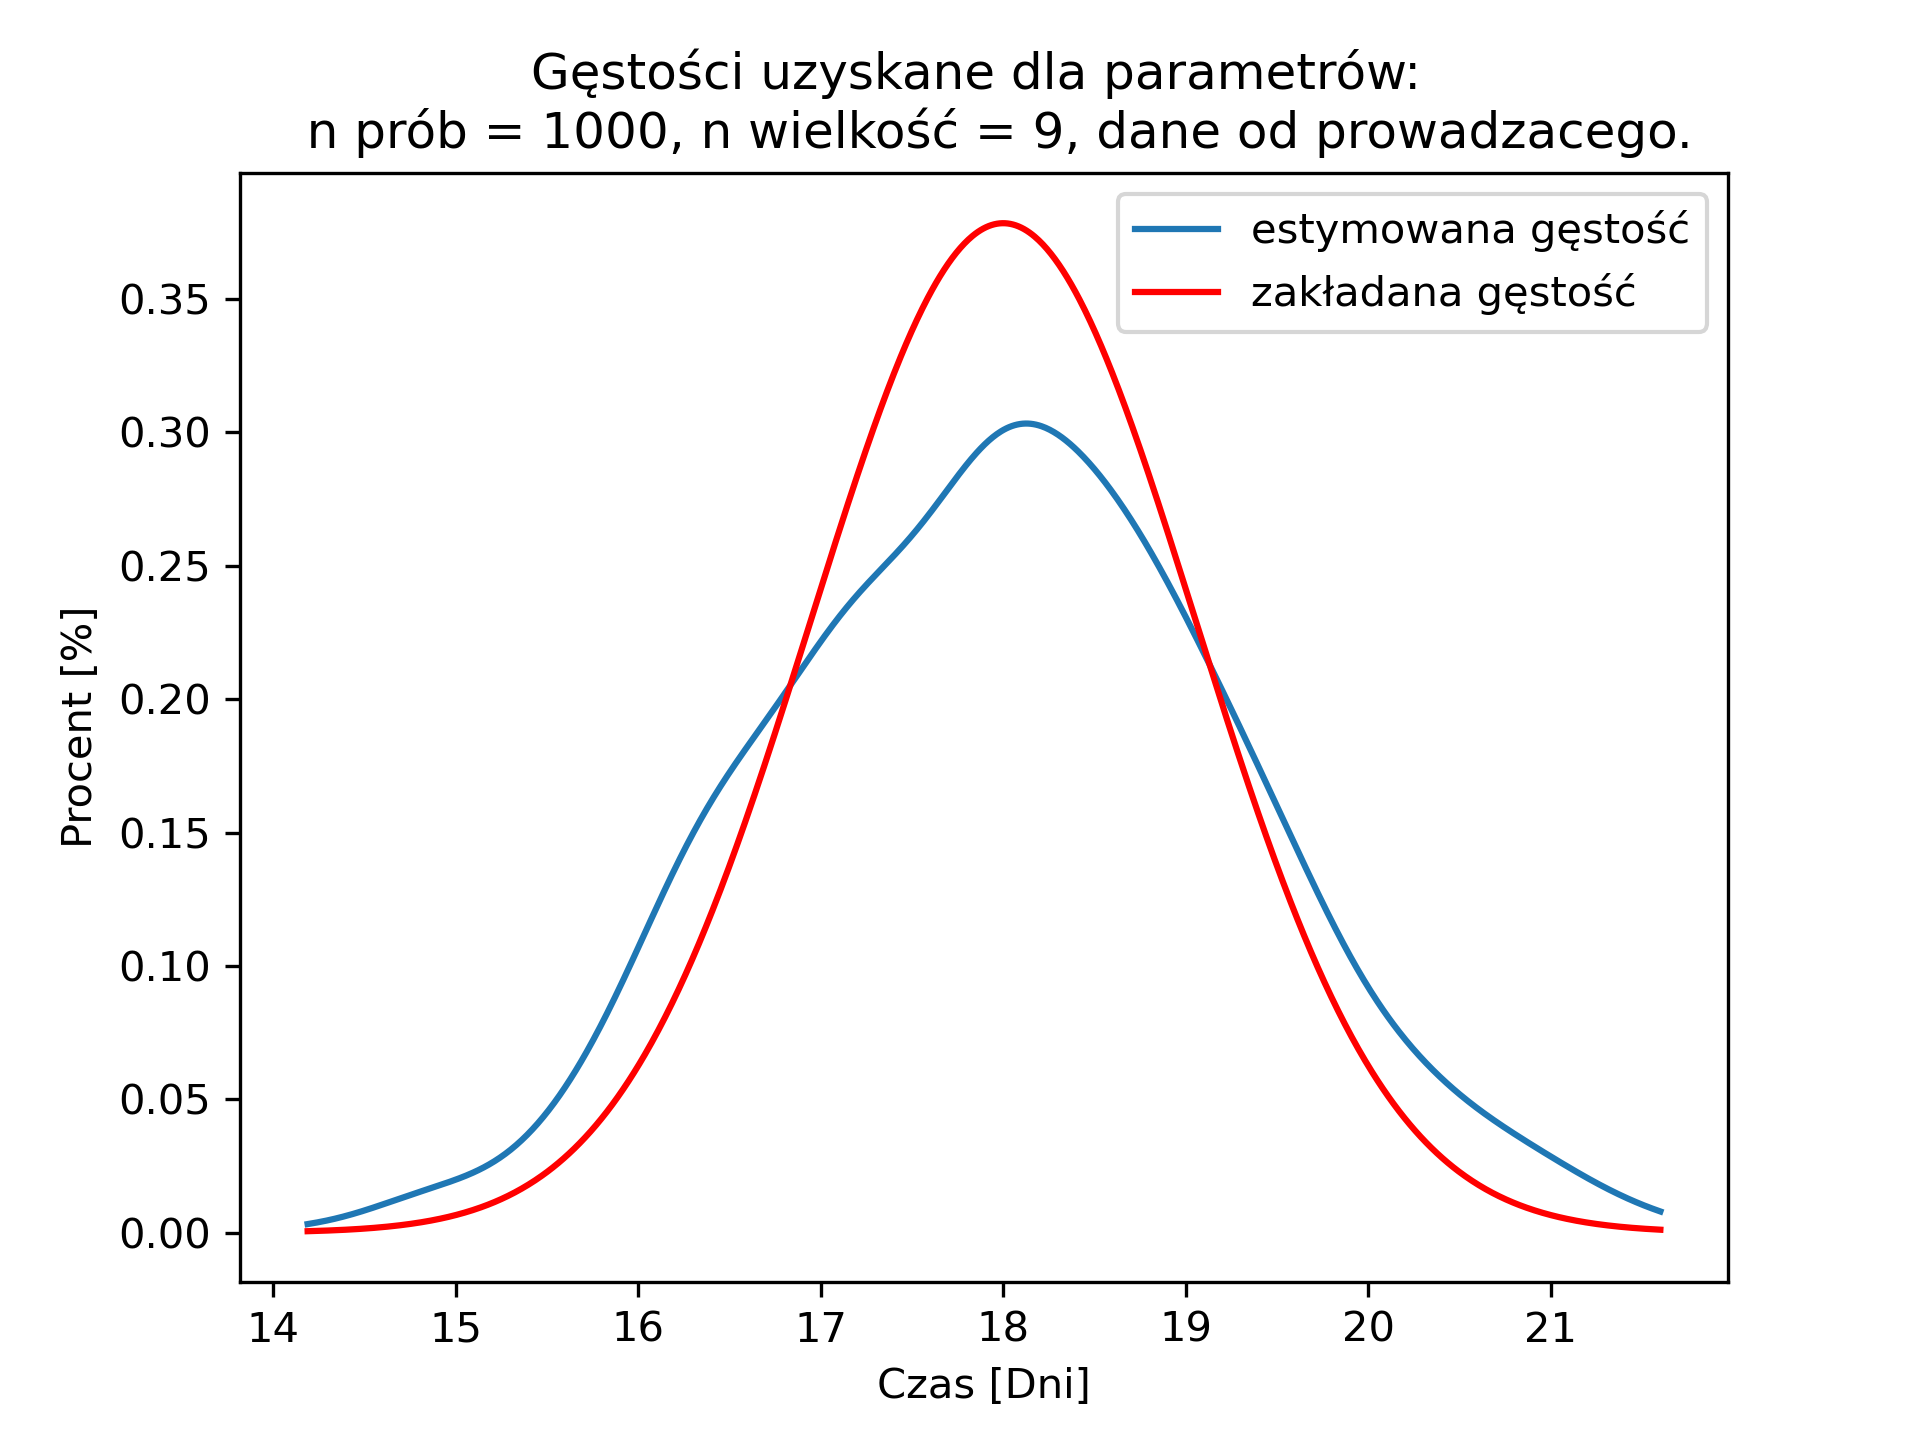 Gęstości uzyskane dla parametrów:
n prób = 1000, n wielkość = 9, dane od prowadzacego.
estymowana gęstość
zakładana gęstość
Procent [%]
0.35
0.30
0.25
0.20
0.15
0.10
0.05
0.00
14 15 16 17 18 19 20 21
Czas [Dni]